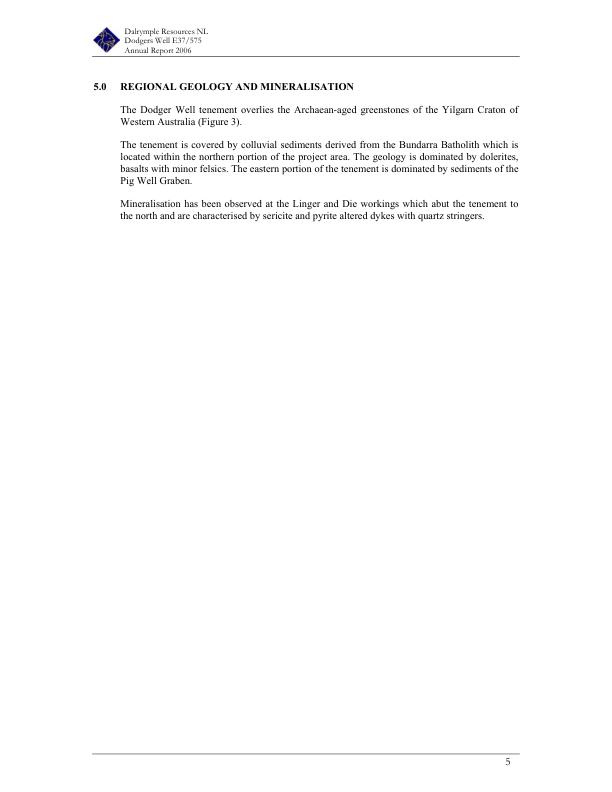 Dalrymple Resources NL
Dodgers Well E37/575
Annual Report 2006
5.0 REGIONAL GEOLOGY AND MINERALISATION
The Dodger Well tenement overlies the Archaean-aged greenstones of the Yilgarn Craton of
Western Australia (Figure 3).
The tenement is covered by colluvial sediments derived from the Bundarra Batholith which is
located within the northern portion of the project area. The geology is dominated by dolerites,
basalts with minor felsics. The eastern portion of the tenement is dominated by sediments of the
Pig Well Graben.
Mineralisation has been observed at the Linger and Die workings which abut the tenement to
the north and are characterised by sericite and pyrite altered dykes with quartz stringers.
5